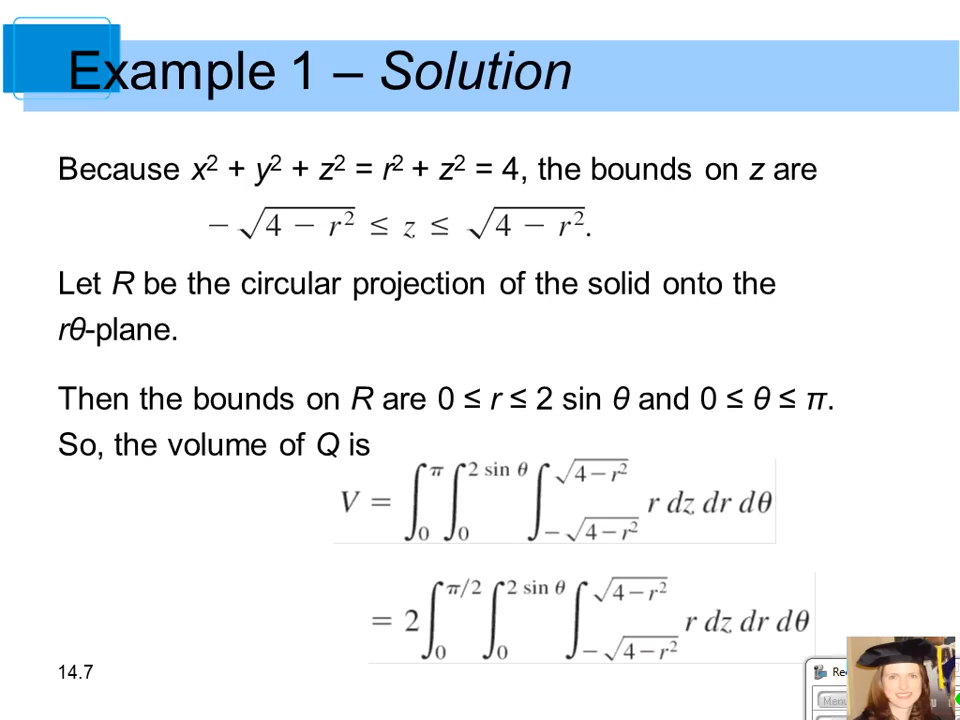 Example 1 – Solution
Because x² + y² + z² = r² + z² = 4, the bounds on z are
−√(4 − r²) ≤ z ≤ √(4 − r²).
Let R be the circular projection of the solid onto the
rθ-plane.
Then the bounds on R are 0 ≤ r ≤ 2 sin θ and 0 ≤ θ ≤ π.
So, the volume of Q is
V = ∫₀^π ∫₀^(2 sin θ) ∫_(−√(4−r²))^(√(4−r²)) r dz dr dθ
= 2 ∫₀^(π/2) ∫₀^(2 sin θ) ∫_(−√(4−r²))^(√(4−r²)) r dz dr dθ
14.7
Menu